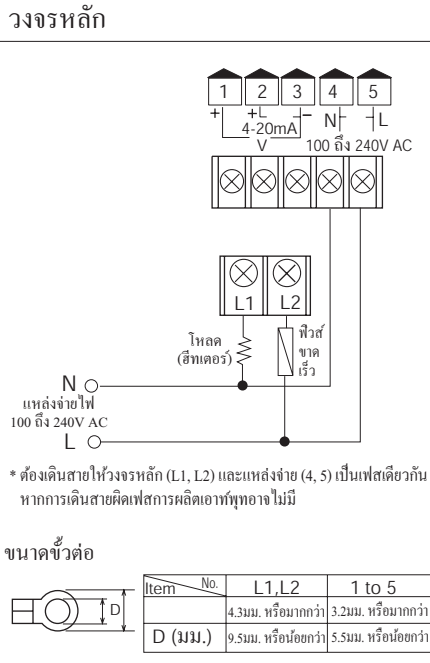 วงจรหลัก
1 2 3 4 5
+ +L – N L
4-20mA
V 100 ถึง 240V AC
L1 L2
โหลด
(ฮีทเตอร์)
ฟิวส์
ขาด
เร็ว
N
แหล่งจ่ายไฟ
100 ถึง 240V AC
L
* ต้องเดินสายให้วงจรหลัก (L1, L2) และแหล่งจ่าย (4, 5) เป็นเฟสเดียวกัน
หากการเดินสายผิดเฟสการผลิตเอาท์พุทอาจไม่มี
ขนาดขั้วต่อ
D
Item No. L1,L2 1 to 5
4.3มม. หรือมากกว่า 3.2มม. หรือมากกว่า
D (มม.) 9.5มม. หรือน้อยกว่า 5.5มม. หรือน้อยกว่า